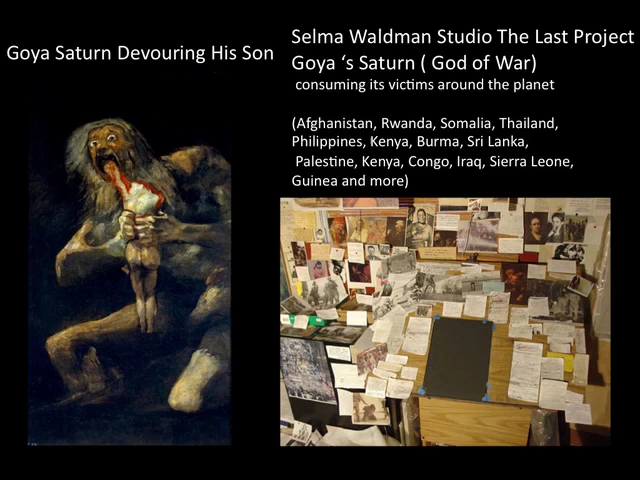 Goya Saturn Devouring His Son
Selma Waldman Studio The Last Project
Goya ‘s Saturn ( God of War)
consuming its victims around the planet
(Afghanistan, Rwanda, Somalia, Thailand,
Philippines, Kenya, Burma, Sri Lanka,
Palestine, Kenya, Congo, Iraq, Sierra Leone,
Guinea and more)